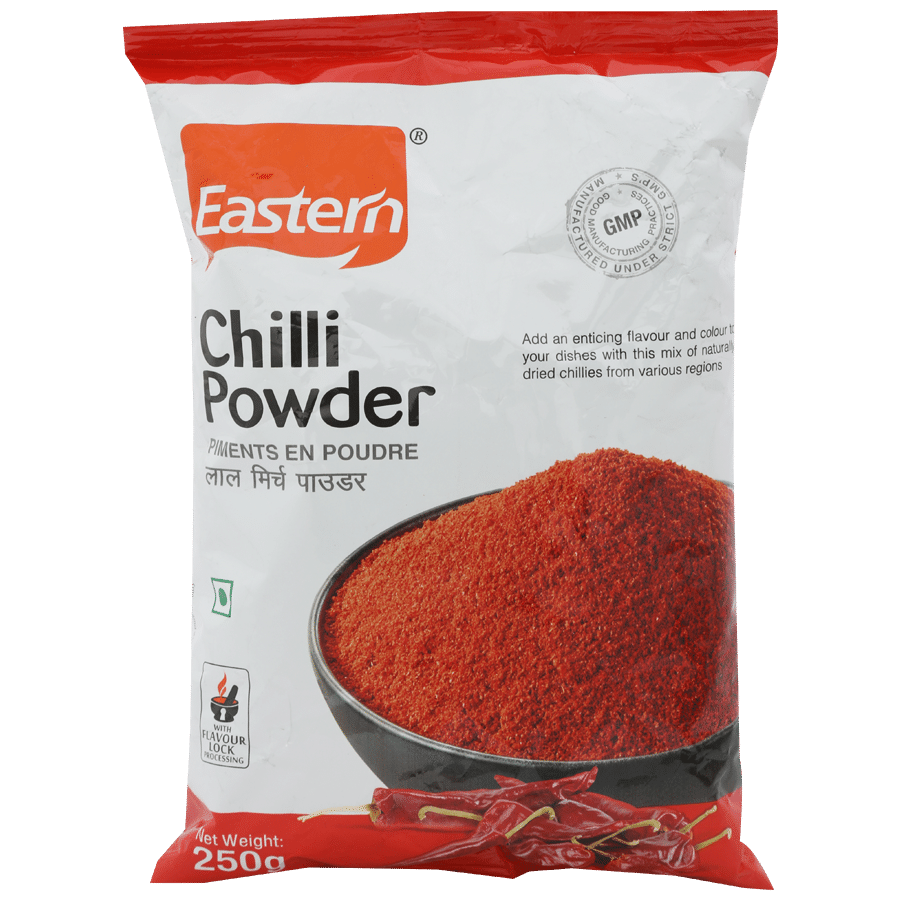 Eastern®
MANUFACTURED UNDER STRICT GMP'S
GOOD MANUFACTURING PRACTICES
GMP
Chilli
Powder
PIMENTS EN POUDRE
लाल मिर्च पाउडर
Add an enticing flavour and colour to
your dishes with this mix of naturally
dried chillies from various regions
WITH
FLAVOUR
LOCK
PROCESSING
Net Weight:
250g